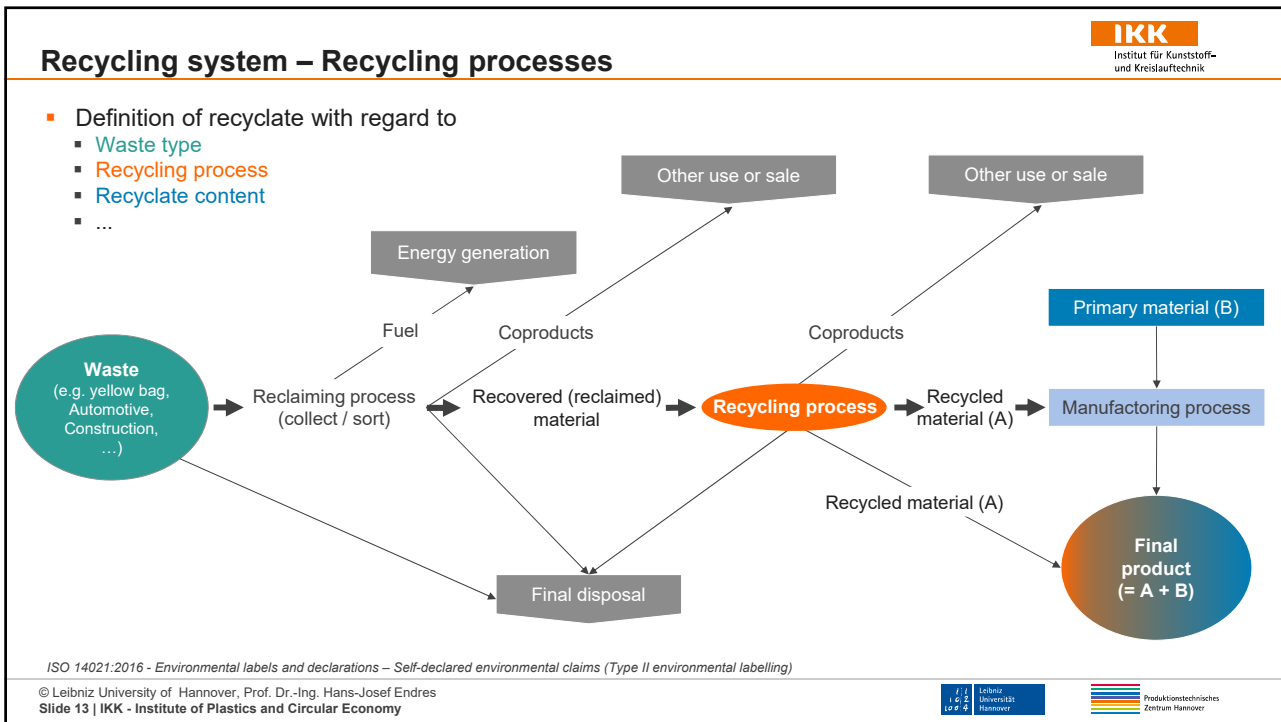 Recycling system – Recycling processes
IKK
Institut für Kunststoff-
und Kreislauftechnik
▪ Definition of recyclate with regard to
▪ Waste type
▪ Recycling process
▪ Recyclate content
▪ ...
Other use or sale
Other use or sale
Energy generation
Primary material (B)
Fuel
Coproducts
Coproducts
Waste
(e.g. yellow bag,
Automotive,
Construction,
…)
Reclaiming process
(collect / sort)
Recovered (reclaimed)
material
Recycling process
Recycled
material (A)
Manufactoring process
Recycled material (A)
Final
product
(= A + B)
Final disposal
ISO 14021:2016 - Environmental labels and declarations – Self-declared environmental claims (Type II environmental labelling)
© Leibniz University of Hannover, Prof. Dr.-Ing. Hans-Josef Endres
Slide 13 | IKK - Institute of Plastics and Circular Economy
Leibniz
Universität
Hannover
Produktionstechnisches
Zentrum Hannover